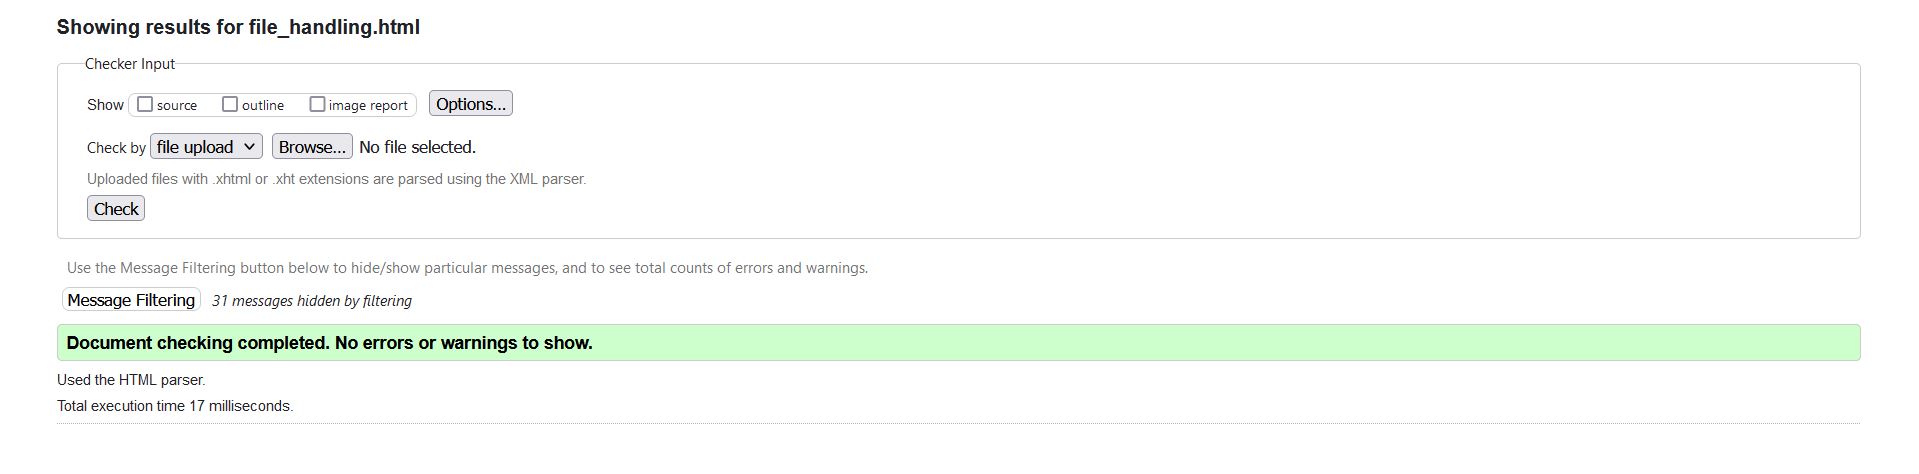 Showing results for file_handling.html
Checker Input
Show source outline image report Options...
Check by file upload Browse... No file selected.
Uploaded files with .xhtml or .xht extensions are parsed using the XML parser.
Check
Use the Message Filtering button below to hide/show particular messages, and to see total counts of errors and warnings.
Message Filtering 31 messages hidden by filtering
Document checking completed. No errors or warnings to show.
Used the HTML parser.
Total execution time 17 milliseconds.